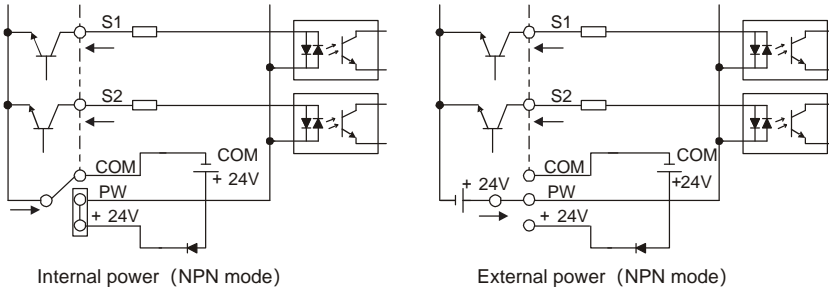 S1
S2
COM
COM
+ 24V
PW
+ 24V
Internal power (NPN mode)
S1
S2
COM
COM
+24V
+ 24V
PW
+ 24V
External power (NPN mode)